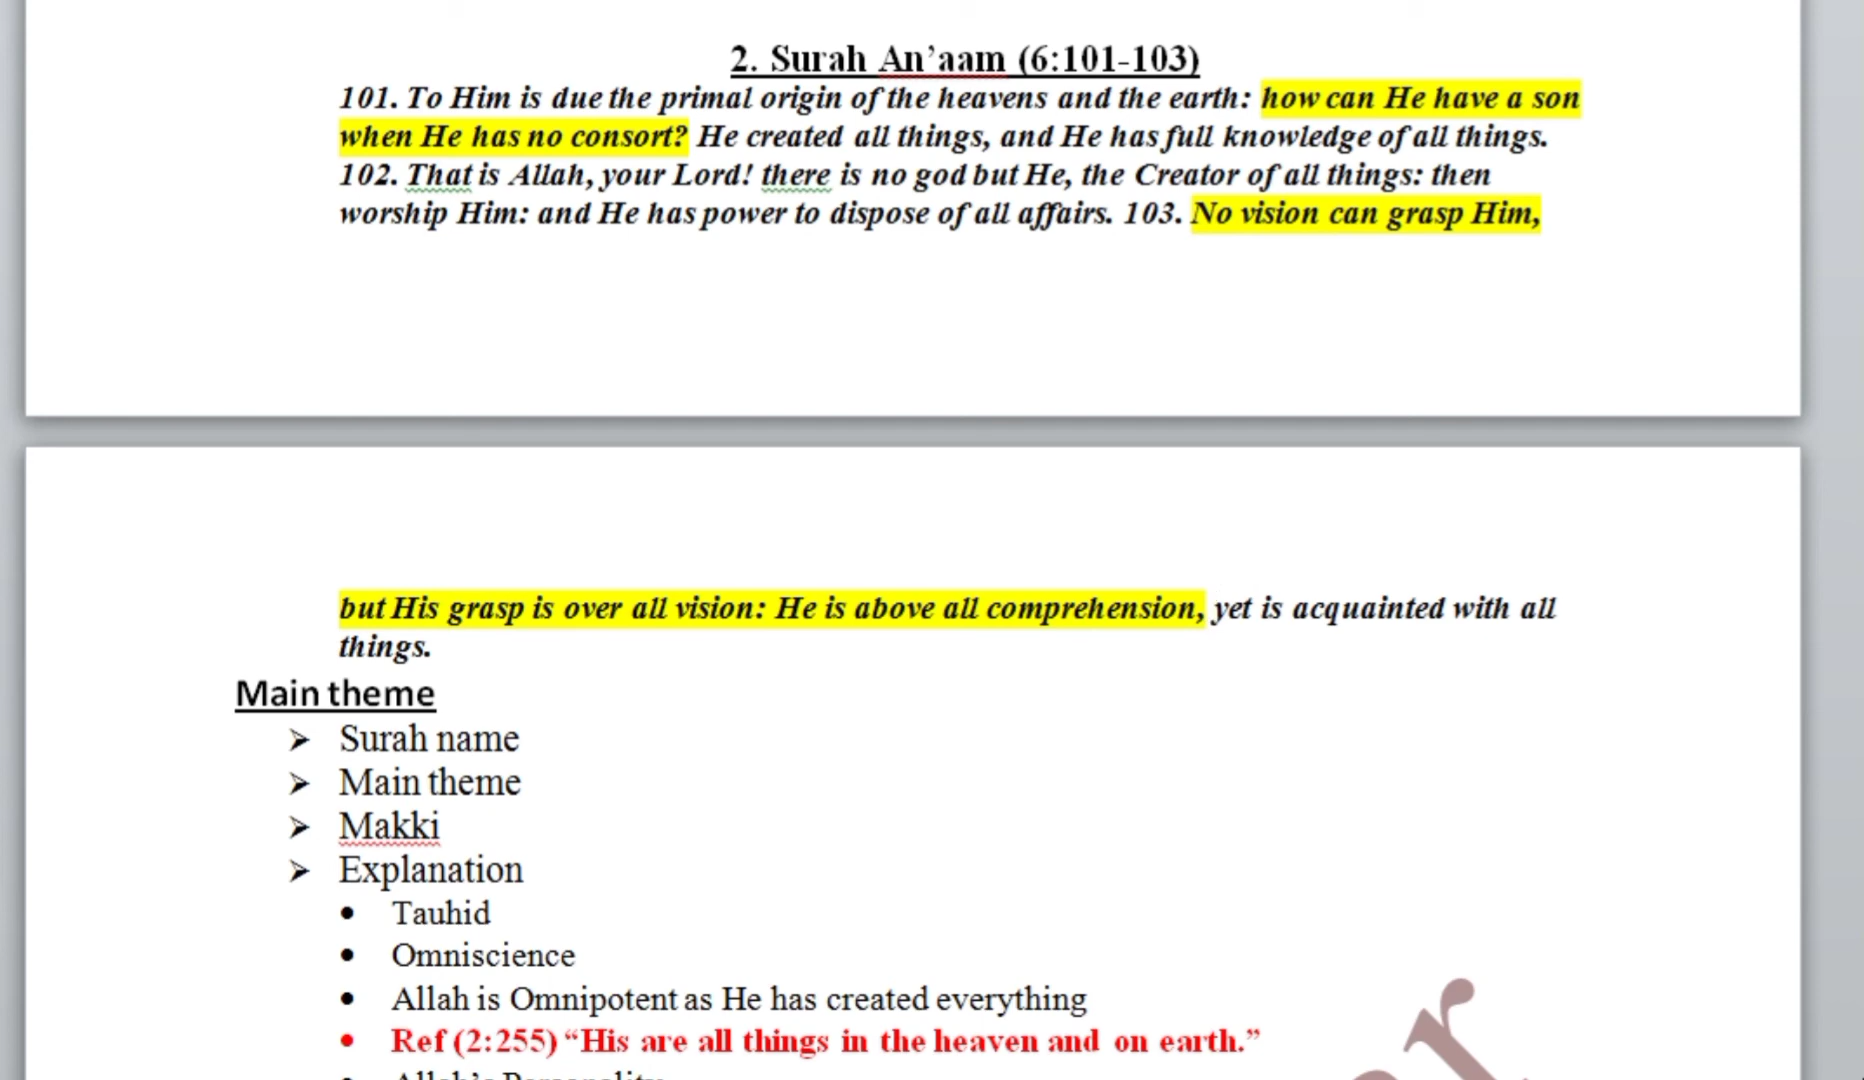 2. Surah An’aam (6:101-103)
101. To Him is due the primal origin of the heavens and the earth: how can He have a son
when He has no consort? He created all things, and He has full knowledge of all things.
102. That is Allah, your Lord! there is no god but He, the Creator of all things: then
worship Him: and He has power to dispose of all affairs. 103. No vision can grasp Him,
but His grasp is over all vision: He is above all comprehension, yet is acquainted with all
things.
Main theme
➢ Surah name
➢ Main theme
➢ Makki
➢ Explanation
• Tauhid
• Omniscience
• Allah is Omnipotent as He has created everything
• Ref (2:255) “His are all things in the heaven and on earth.”